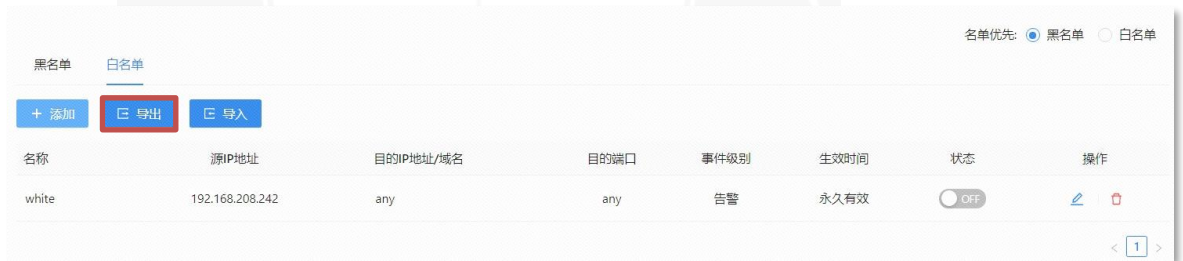 名单优先: 黑名单 白名单
黑名单 白名单
+ 添加 导出 导入
名称 源IP地址 目的IP地址/域名 目的端口 事件级别 生效时间 状态 操作
white 192.168.208.242 any any 告警 永久有效 OFF
< 1 >